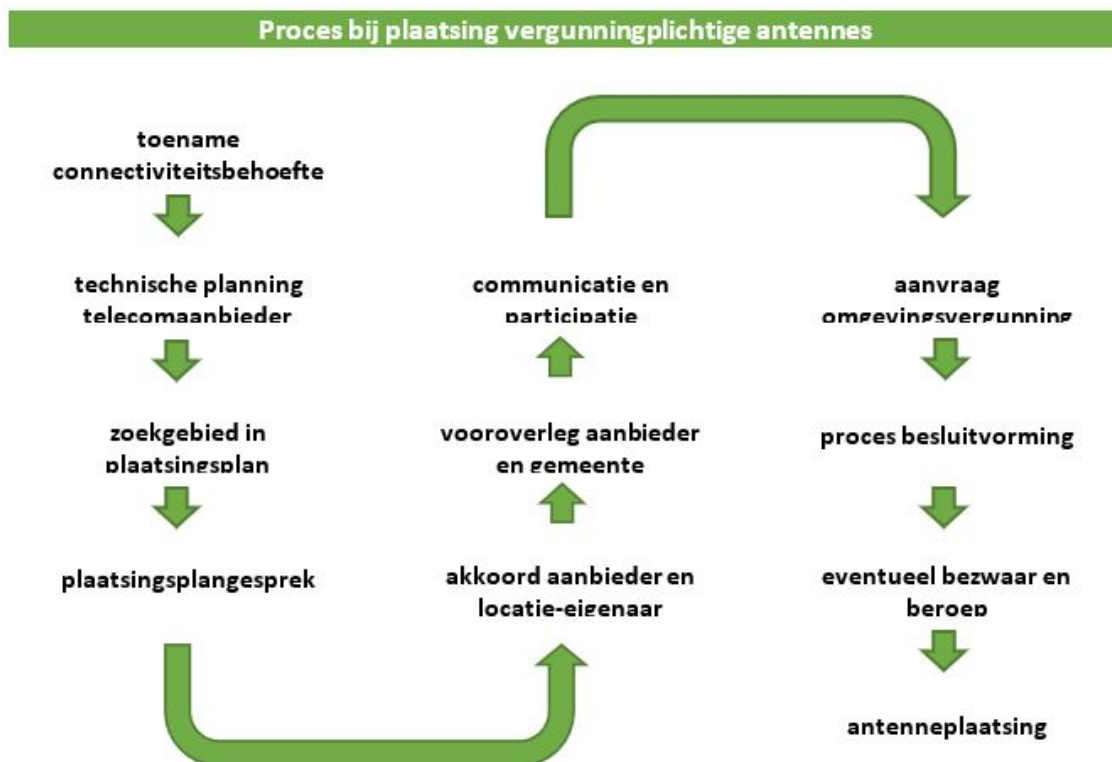 Proces bij plaatsing vergunningplichtige antennes
toename
connectiviteitsbehoefte
technische planning
telecomaanbieder
zoekgebied in
plaatsingsplan
plaatsingsplangesprek
akkoord aanbieder en
locatie-eigenaar
vooroverleg aanbieder
en gemeente
communicatie en
participatie
aanvraag
omgevingsvergunning
proces besluitvorming
eventueel bezwaar en
beroep
antenneplaatsing